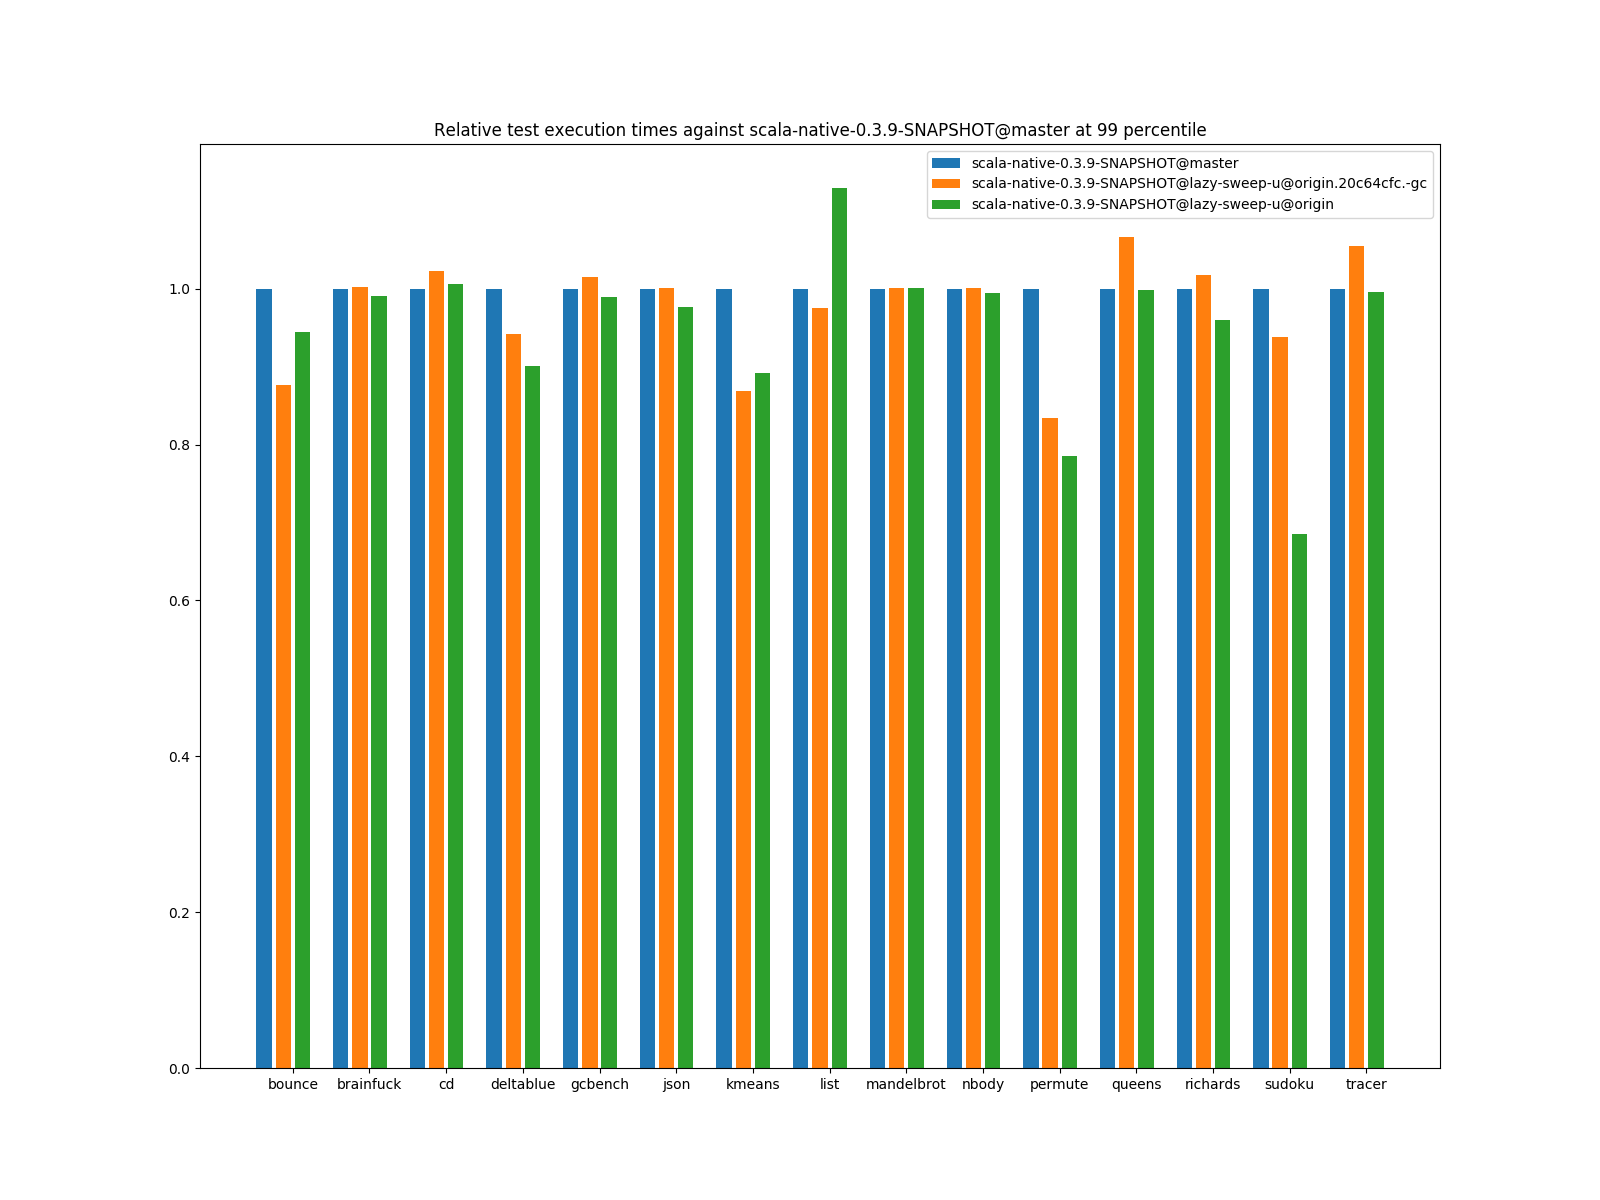 Relative test execution times against scala-native-0.3.9-SNAPSHOT@master at 99 percentile
scala-native-0.3.9-SNAPSHOT@master
scala-native-0.3.9-SNAPSHOT@lazy-sweep-u@origin.20c64cfc.-gc
scala-native-0.3.9-SNAPSHOT@lazy-sweep-u@origin
1.0
0.8
0.6
0.4
0.2
0.0
bounce brainfuck cd deltablue gcbench json kmeans list mandelbrot nbody permute queens richards sudoku tracer